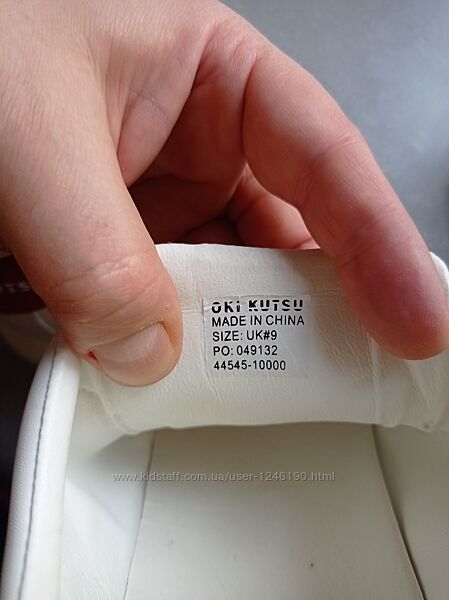 OKI KUTSU
MADE IN CHINA
SIZE: UK#9
PO: 049132
44545-10000
www.kidstaff.com.ua/user-1246190.html